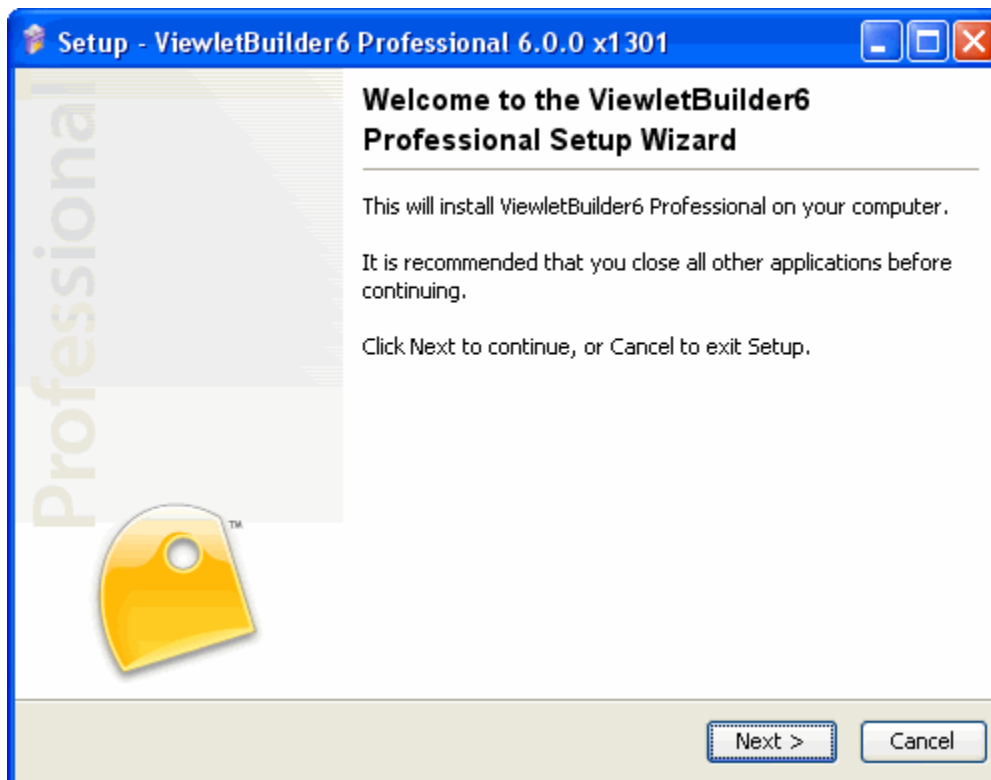 Setup - ViewletBuilder6 Professional 6.0.0 x1301
Professional
Welcome to the ViewletBuilder6
Professional Setup Wizard
This will install ViewletBuilder6 Professional on your computer.
It is recommended that you close all other applications before
continuing.
Click Next to continue, or Cancel to exit Setup.
TM
Next >
Cancel